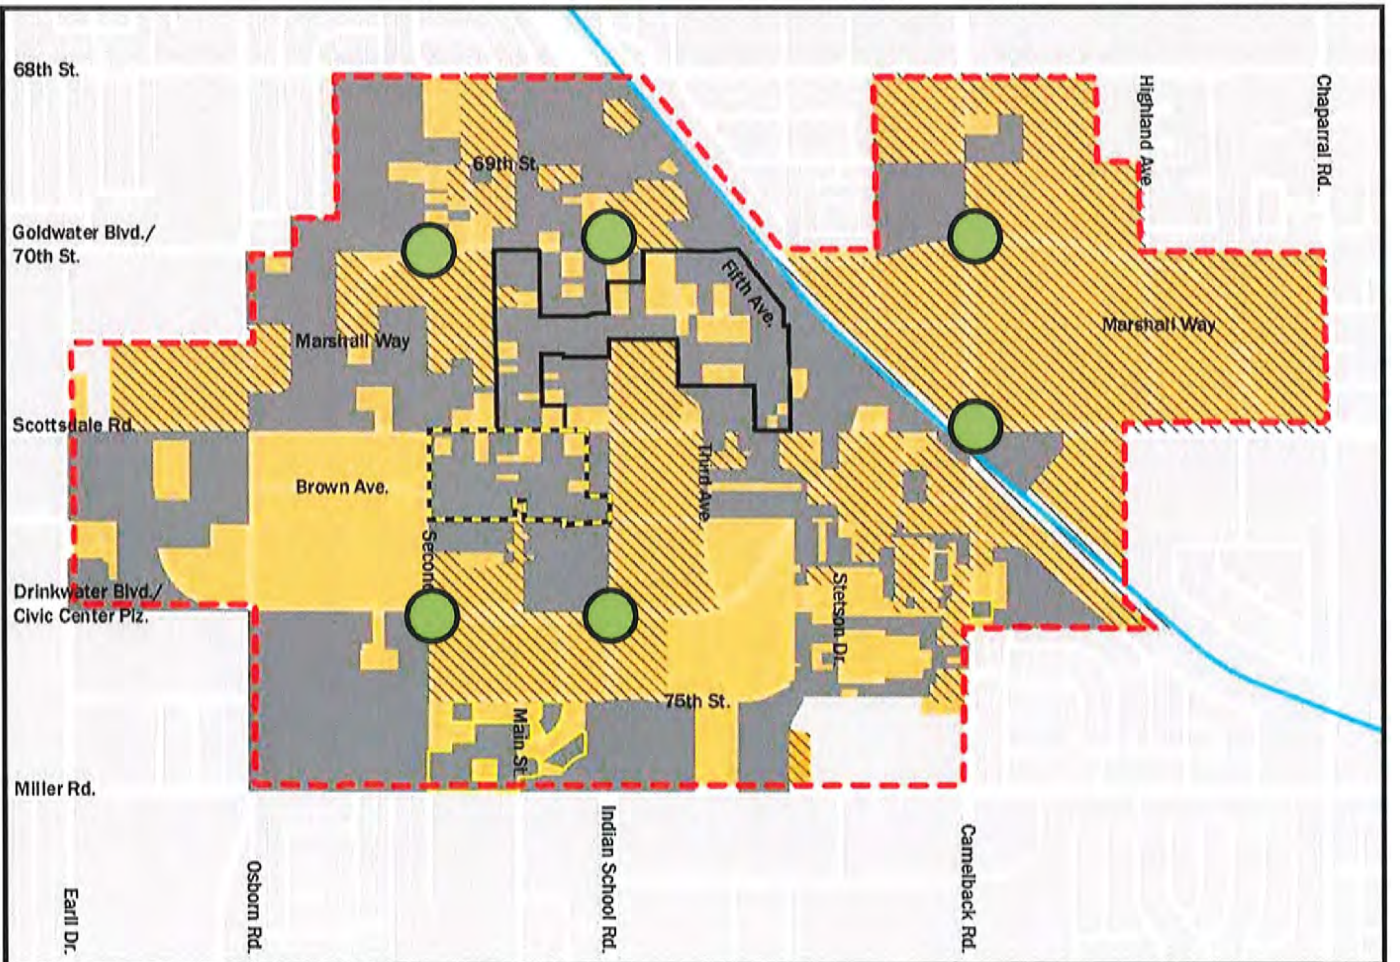 68th St.
Highland Ave.
Chaparral Rd.
69th St.
Goldwater Blvd./
70th St.
Fifth Ave.
Marshall Way
Marshall Way
Scottsdale Rd.
Third Ave.
Brown Ave.
Second
Drinkwater Blvd./
Civic Center Plz.
Stetson Dr.
75th St.
Main St.
Miller Rd.
Indian School Rd.
Camelback Rd.
Osborn Rd.
Earll Dr.